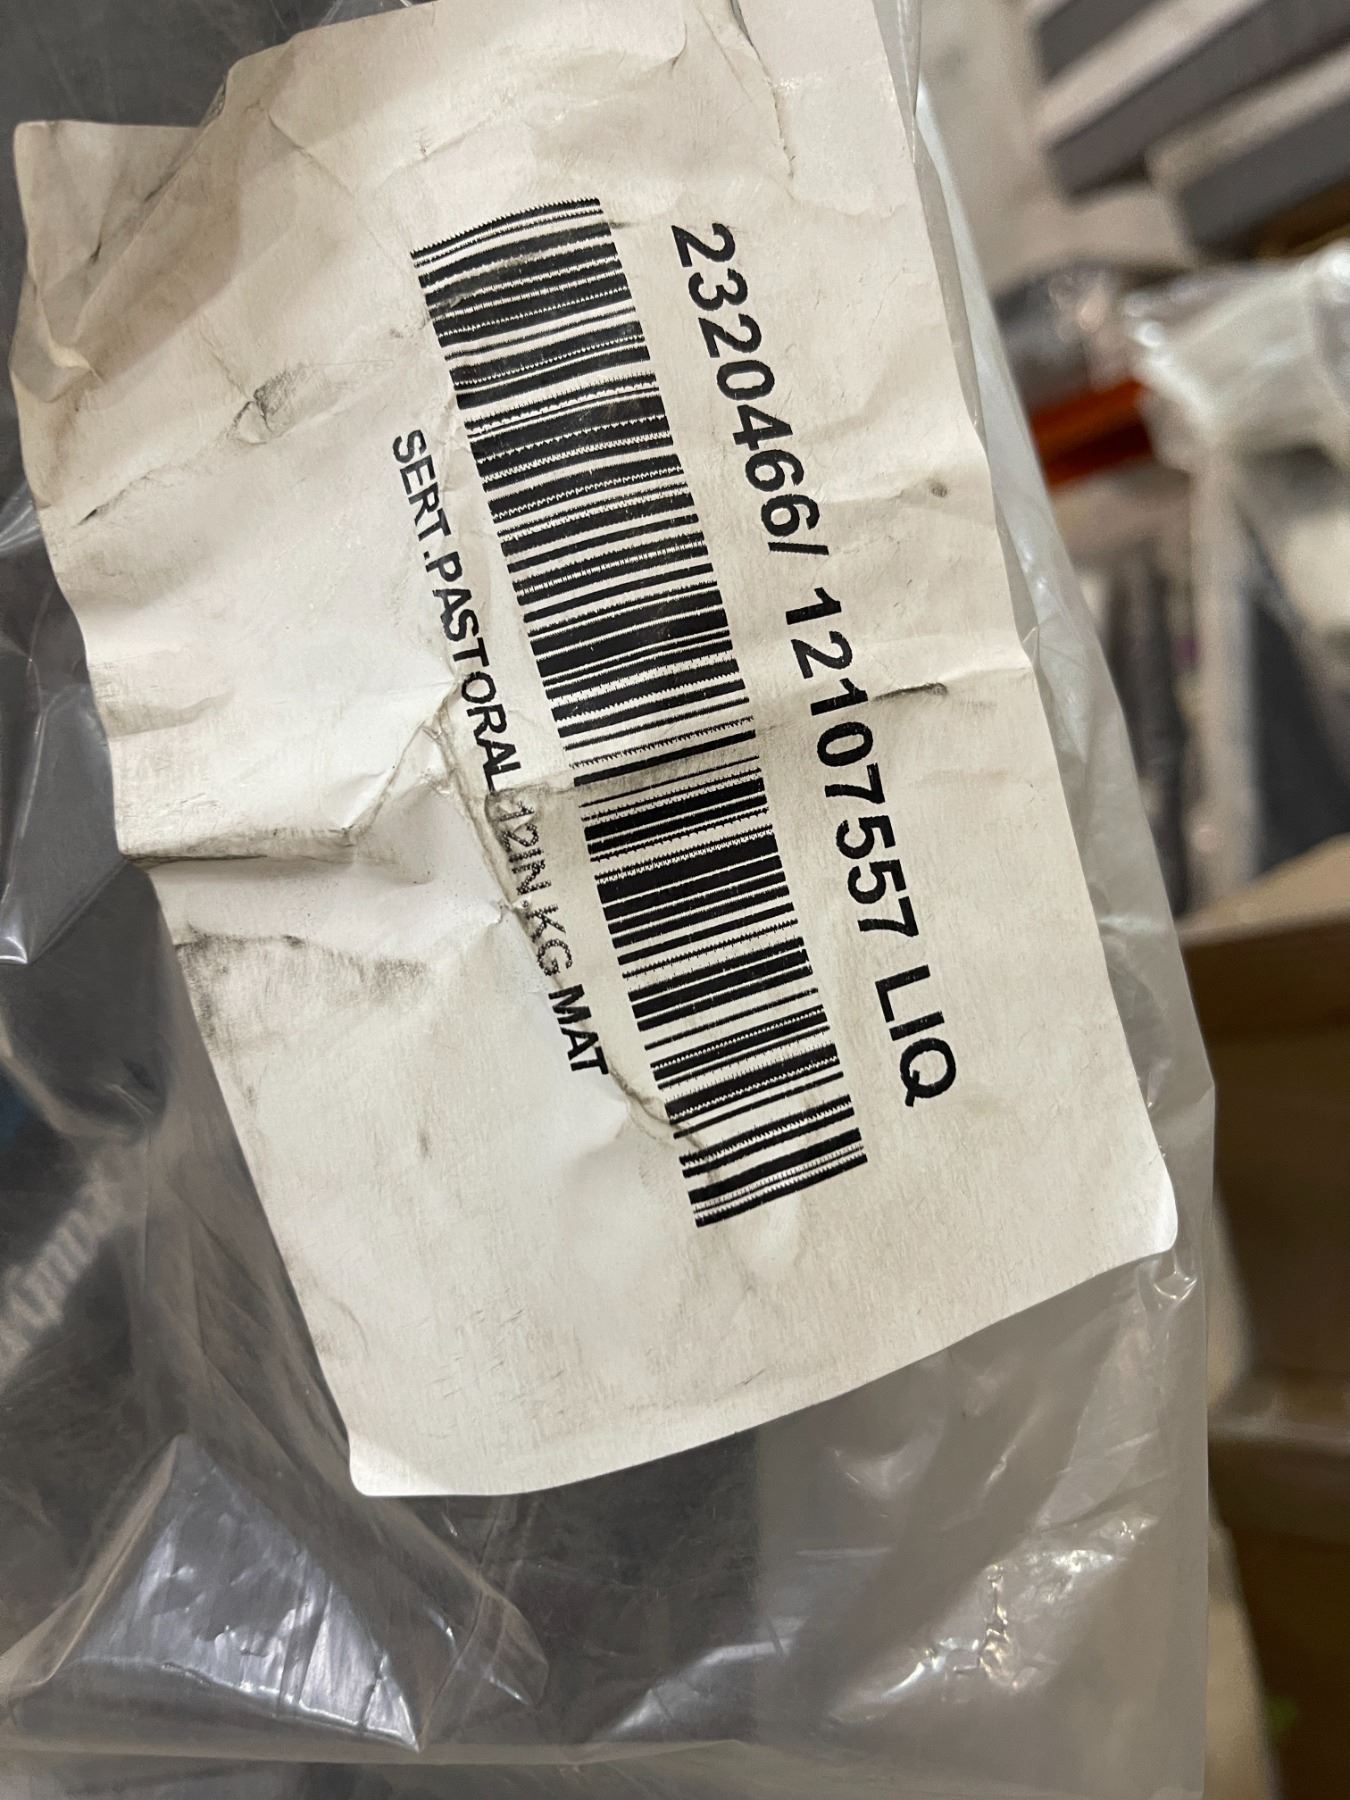 2320466/ 12107557 LIQ
SERT.PASTORAL 12IN.KG MAT